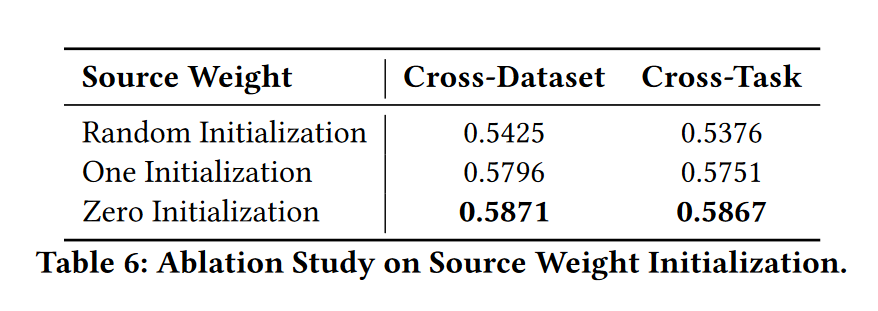 Source Weight Cross-Dataset Cross-Task
Random Initialization 0.5425 0.5376
One Initialization 0.5796 0.5751
Zero Initialization 0.5871 0.5867
Table 6: Ablation Study on Source Weight Initialization.